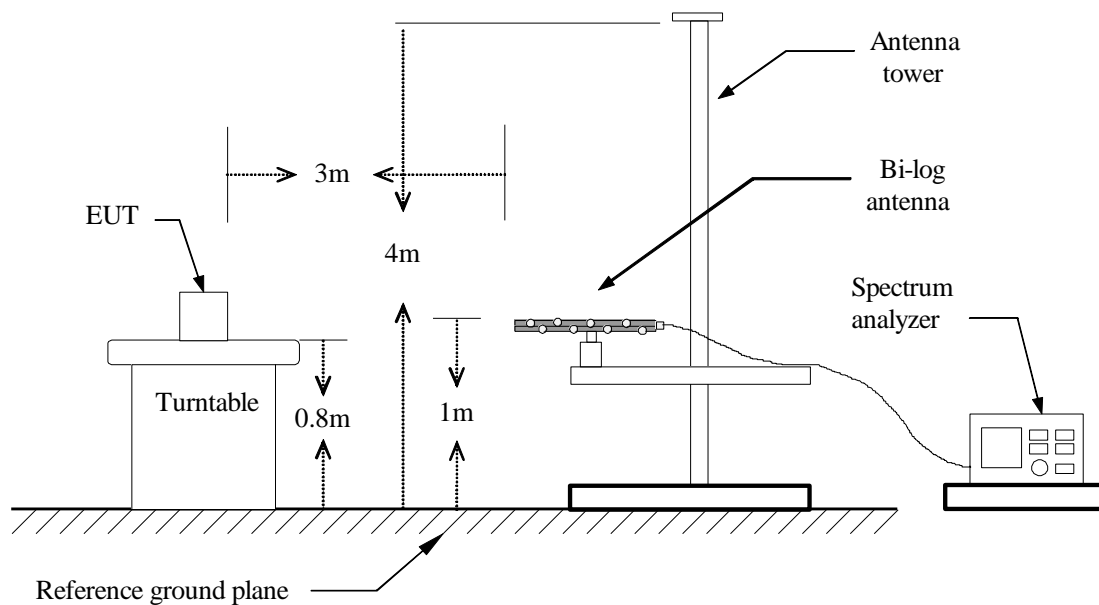 Antenna
tower
3m
Bi-log
antenna
EUT
4m
Spectrum
analyzer
Turntable
0.8m
1m
Reference ground plane